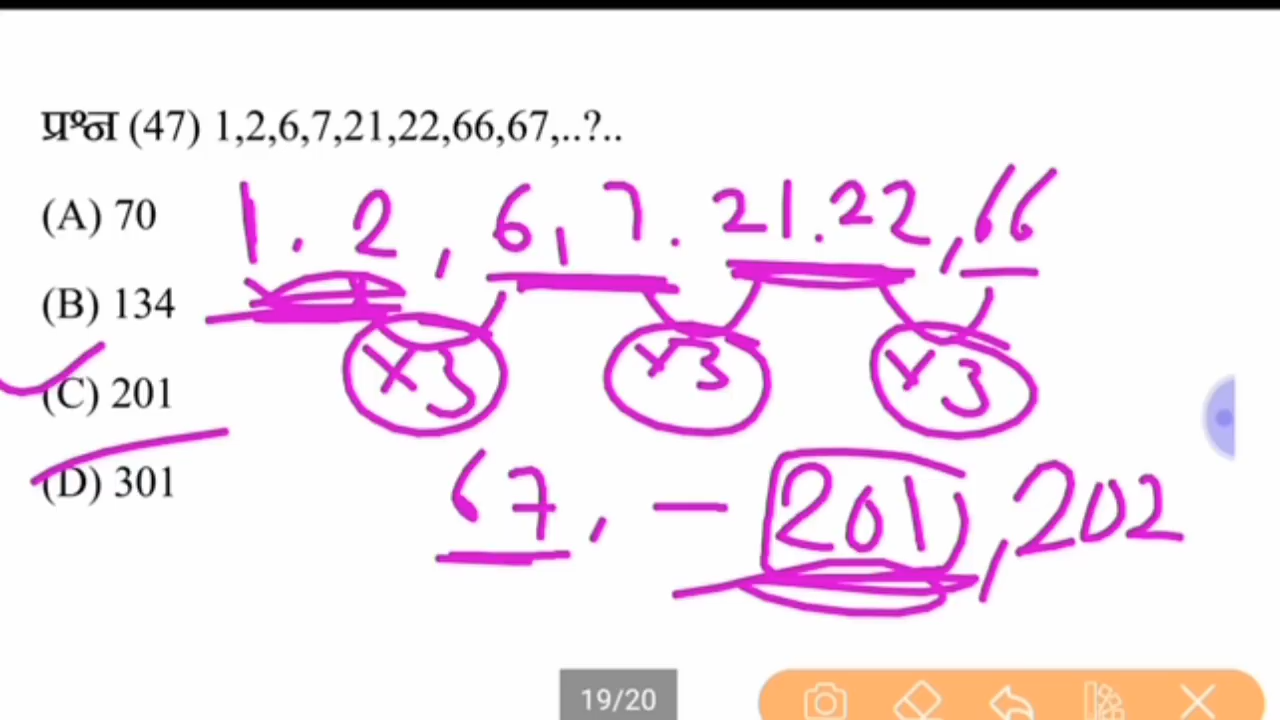 प्रश्न (47) 1,2,6,7,21,22,66,67,..?..
(A) 70
1, 2, 6, 7. 21.22, 66
(B) 134
×3 ×3 ×3
(C) 201
(D) 301
67, - 201, 202
19/20